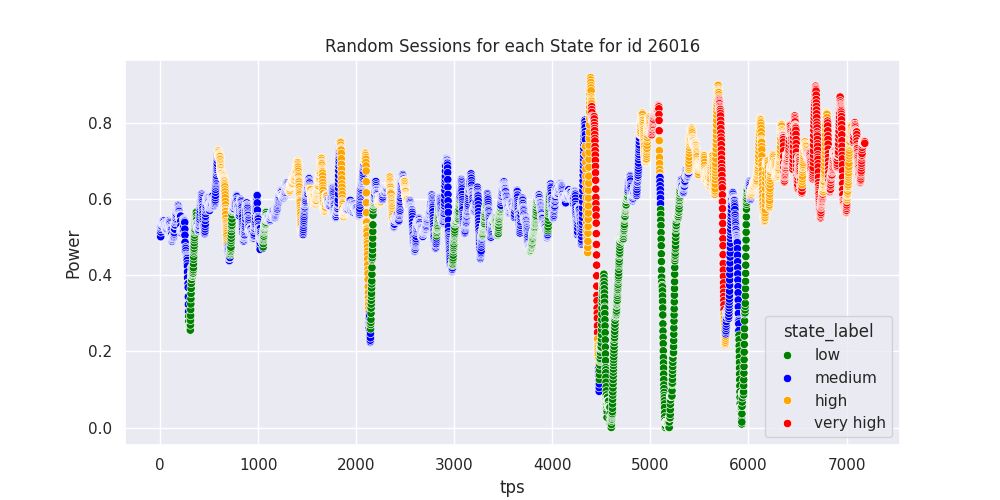 Random Sessions for each State for id 26016
Power
0.8
0.6
0.4
0.2
0.0
0 1000 2000 3000 4000 5000 6000 7000
tps
state_label
low
medium
high
very high